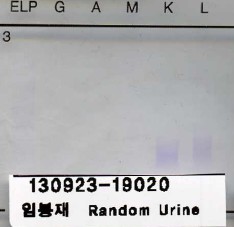 ELP G A M K L
3
130923-19020
임봉재 Random Urine